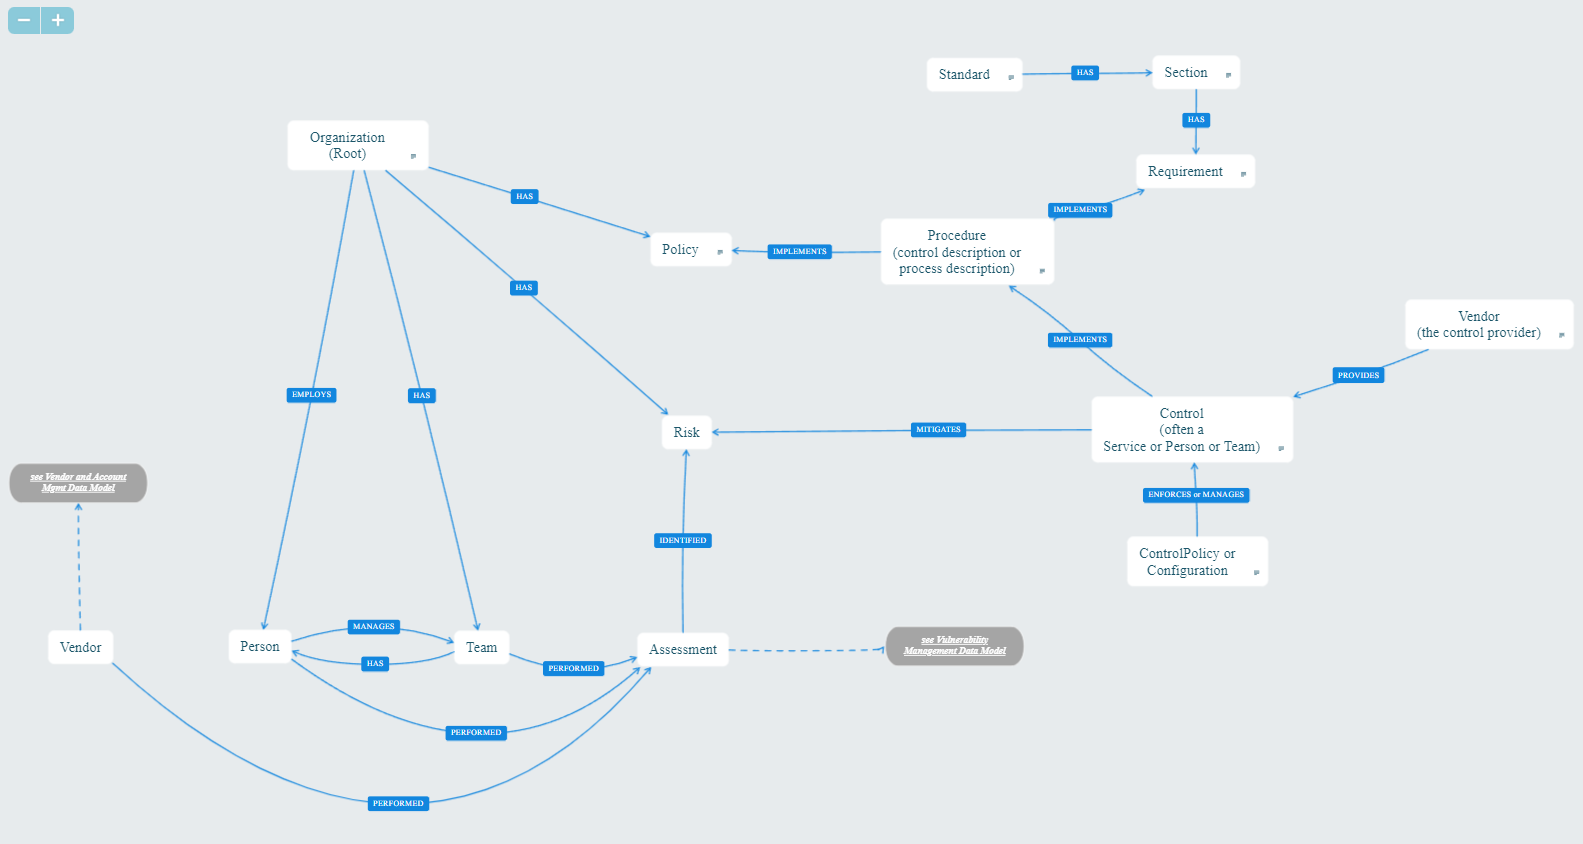 Standard
HAS
Section
HAS
Organization
(Root)
Requirement
HAS
IMPLEMENTS
Policy
IMPLEMENTS
Procedure
(control description or
process description)
HAS
Vendor
(the control provider)
IMPLEMENTS
PROVIDES
EMPLOYS
HAS
Risk
MITIGATES
Control
(often a
Service or Person or Team)
see Vendor and Account
Mgmt Data Model
ENFORCES or MANAGES
IDENTIFIED
ControlPolicy or
Configuration
MANAGES
Vendor
Person
Team
Assessment
see Vulnerability
Management Data Model
HAS
PERFORMED
PERFORMED
PERFORMED